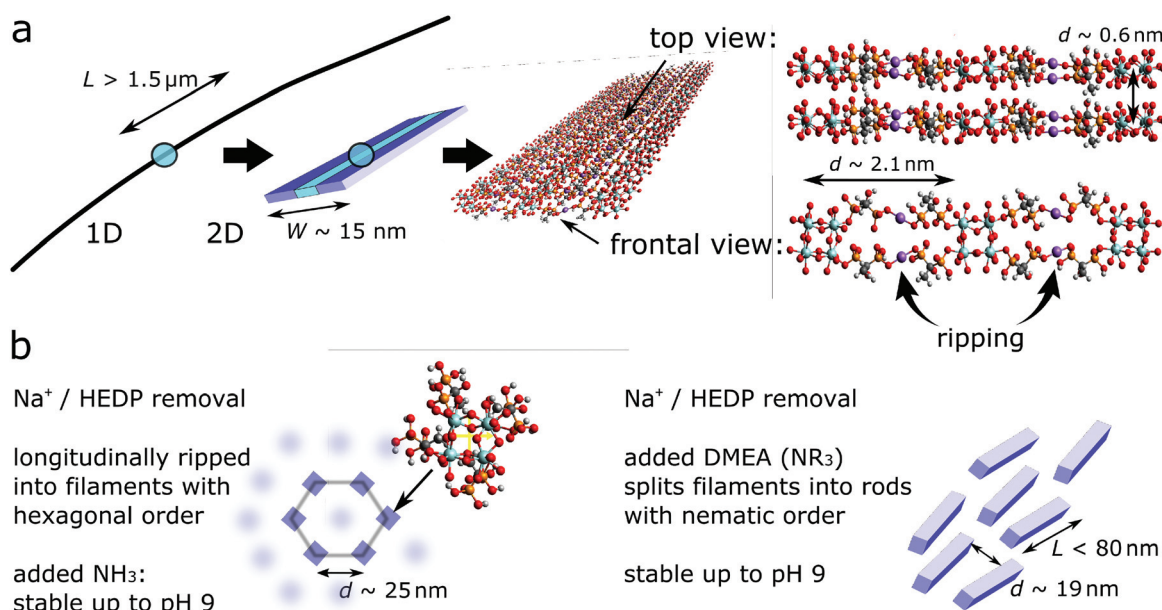 a
L > 1.5 µm
1D
2D
W ~ 15 nm
top view:
frontal view:
d ~ 0.6 nm
d ~ 2.1 nm
ripping
b
Na⁺ / HEDP removal
longitudinally ripped
into filaments with
hexagonal order
added NH₃:
stable up to pH 9
d ~ 25 nm
Na⁺ / HEDP removal
added DMEA (NR₃)
splits filaments into rods
with nematic order
stable up to pH 9
L < 80 nm
d ~ 19 nm